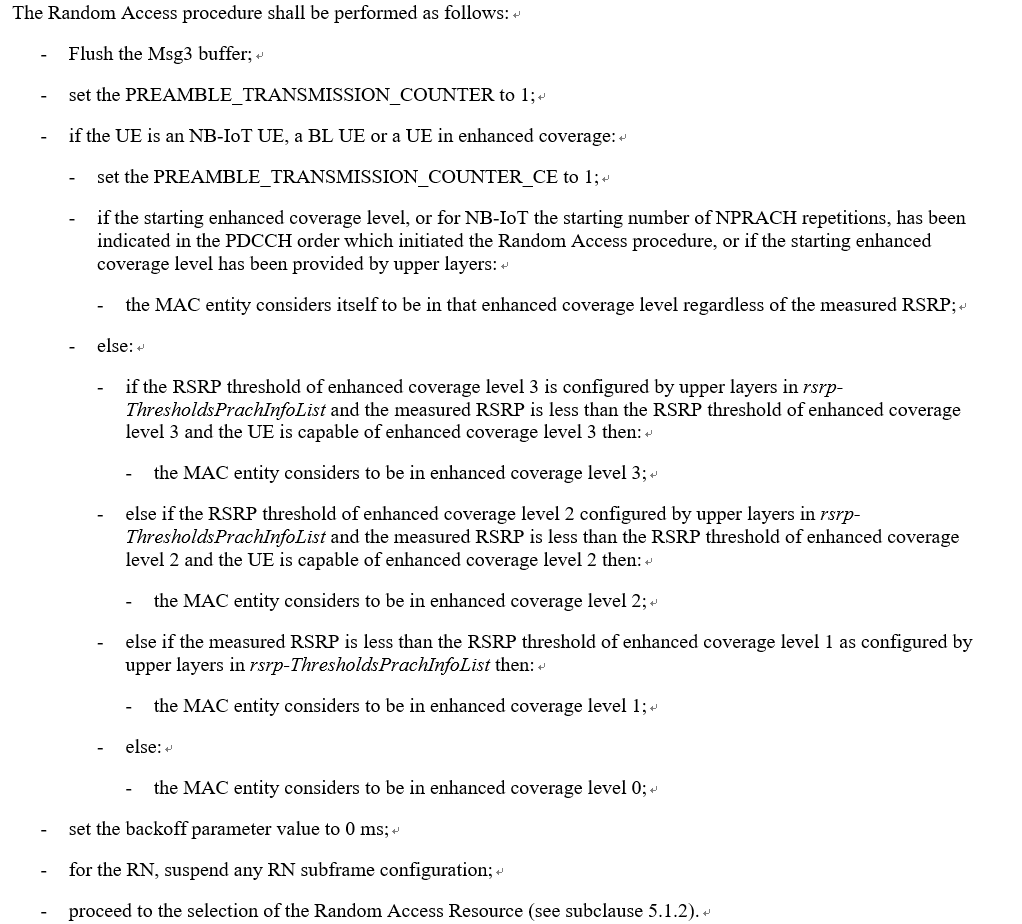 The Random Access procedure shall be performed as follows:
- Flush the Msg3 buffer;
- set the PREAMBLE_TRANSMISSION_COUNTER to 1;
- if the UE is an NB-IoT UE, a BL UE or a UE in enhanced coverage:
- set the PREAMBLE_TRANSMISSION_COUNTER_CE to 1;
- if the starting enhanced coverage level, or for NB-IoT the starting number of NPRACH repetitions, has been
indicated in the PDCCH order which initiated the Random Access procedure, or if the starting enhanced
coverage level has been provided by upper layers:
- the MAC entity considers itself to be in that enhanced coverage level regardless of the measured RSRP;
- else:
- if the RSRP threshold of enhanced coverage level 3 is configured by upper layers in rsrp-
ThresholdsPrachInfoList and the measured RSRP is less than the RSRP threshold of enhanced coverage
level 3 and the UE is capable of enhanced coverage level 3 then:
- the MAC entity considers to be in enhanced coverage level 3;
- else if the RSRP threshold of enhanced coverage level 2 configured by upper layers in rsrp-
ThresholdsPrachInfoList and the measured RSRP is less than the RSRP threshold of enhanced coverage
level 2 and the UE is capable of enhanced coverage level 2 then:
- the MAC entity considers to be in enhanced coverage level 2;
- else if the measured RSRP is less than the RSRP threshold of enhanced coverage level 1 as configured by
upper layers in rsrp-ThresholdsPrachInfoList then:
- the MAC entity considers to be in enhanced coverage level 1;
- else:
- the MAC entity considers to be in enhanced coverage level 0;
- set the backoff parameter value to 0 ms;
- for the RN, suspend any RN subframe configuration;
- proceed to the selection of the Random Access Resource (see subclause 5.1.2).